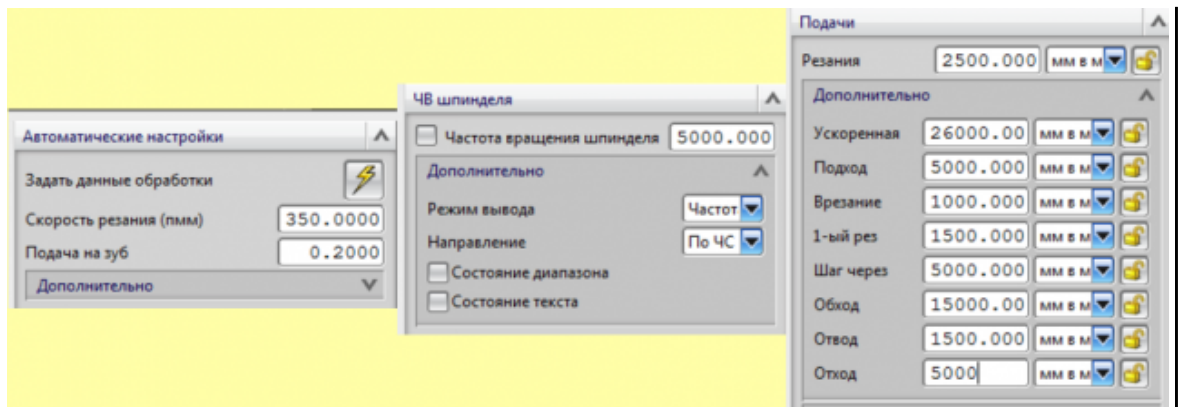 Автоматические настройки
Задать данные обработки
Скорость резания (пмм) 350.0000
Подача на зуб 0.2000
Дополнительно
ЧВ шпинделя
Частота вращения шпинделя 5000.000
Дополнительно
Режим вывода Частот
Направление По ЧС
Состояние диапазона
Состояние текста
Подачи
Резания 2500.000 мм в м
Дополнительно
Ускоренная 26000.00 мм в м
Подход 5000.000 мм в м
Врезание 1000.000 мм в м
1-ый рез 1500.000 мм в м
Шаг через 5000.000 мм в м
Обход 15000.00 мм в м
Отвод 1500.000 мм в м
Отход 5000 мм в м